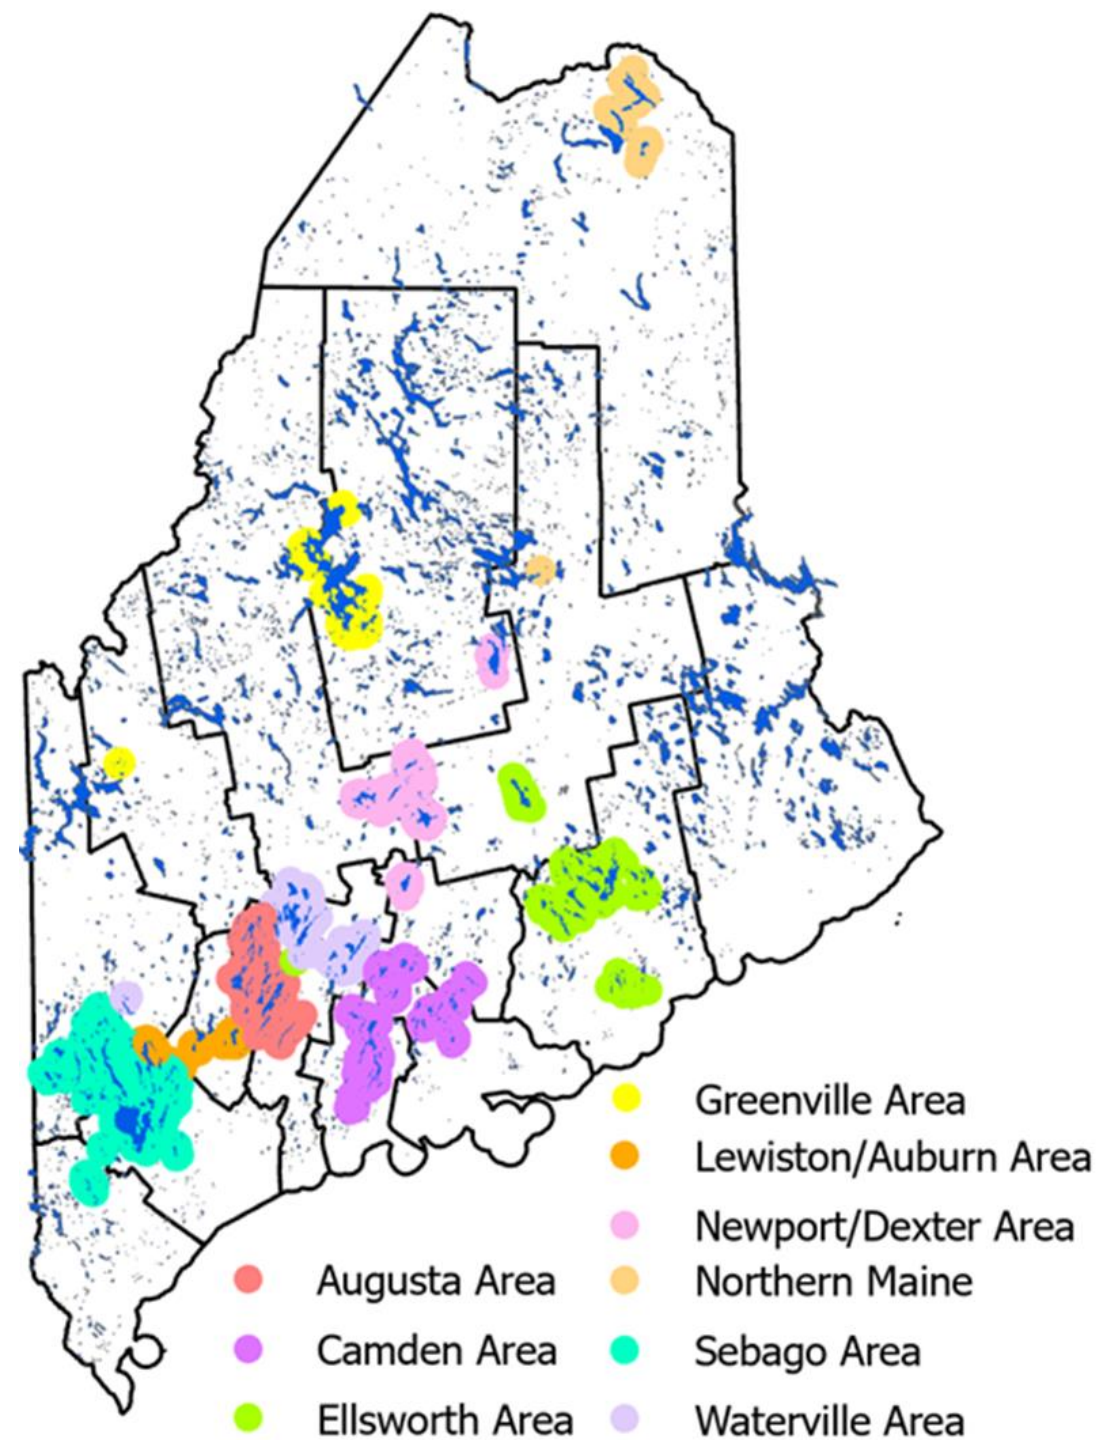 Greenville Area
Lewiston/Auburn Area
Newport/Dexter Area
Augusta Area
Northern Maine
Camden Area
Sebago Area
Ellsworth Area
Waterville Area